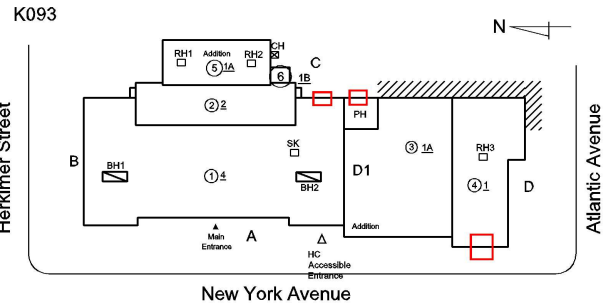 K093
N
CH
RH1
Addition
RH2
5 1A
C
6 1B
2 2
PH
Herkimer Street
Atlantic Avenue
SK
3 1A
RH3
B
BH1
1 4
BH2
D1
4 1
D
Main
Entrance
A
Addition
HC
Accessible
Entrance
New York Avenue